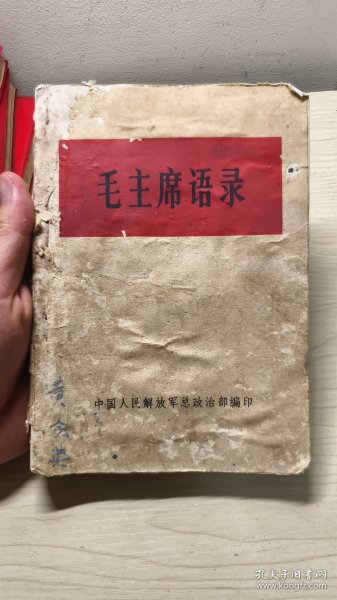 毛主席语录
中国人民解放军总政治部编印
黄
孔夫子旧书网